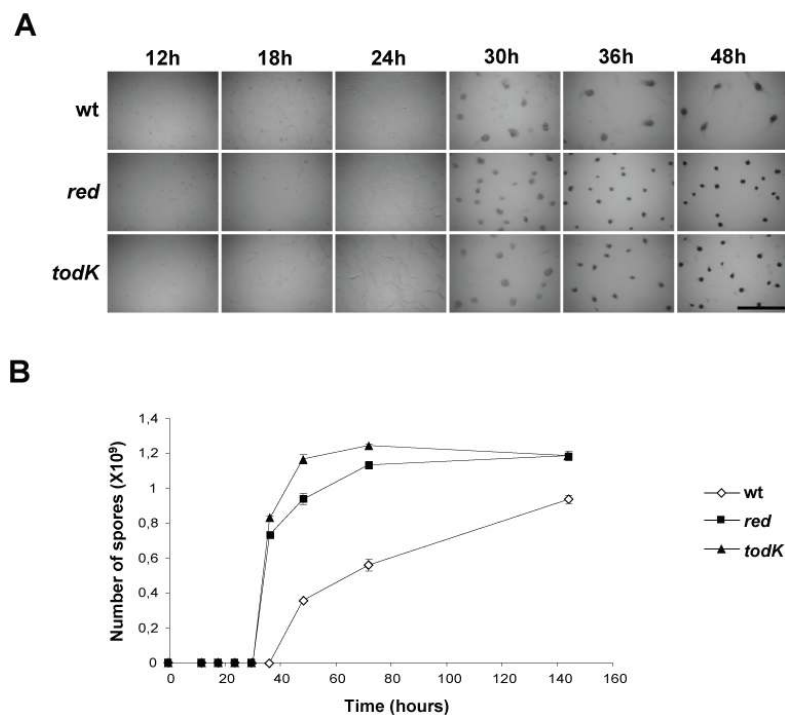 A
12h 18h 24h 30h 36h 48h
wt
red
todK
B
Number of spores (X10⁹)
1,4
1,2
1
0,8
0,6
0,4
0,2
0
0 20 40 60 80 100 120 140 160
Time (hours)
wt
red
todK